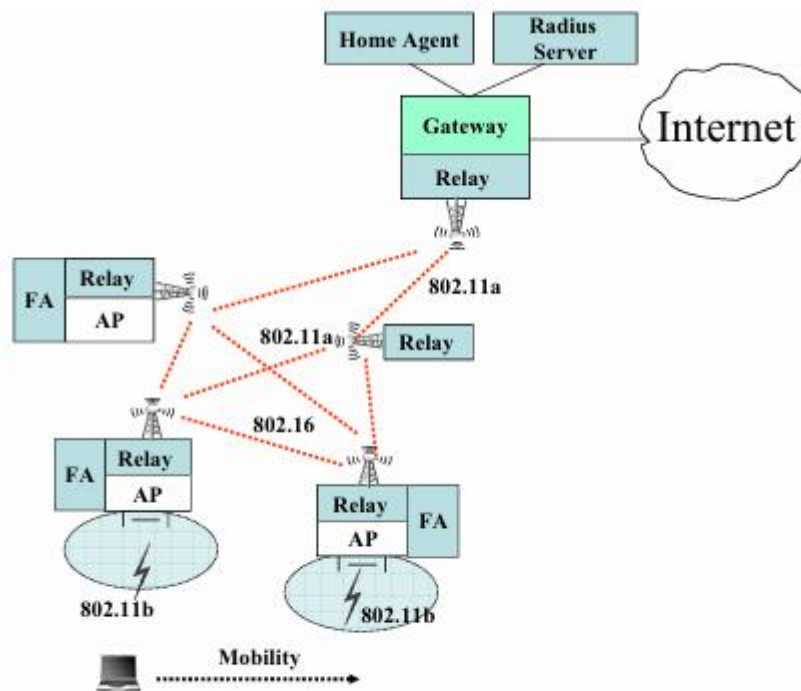 Home Agent
Radius
Server
Gateway
Internet
Relay
FA
Relay
AP
802.11a
802.11a
Relay
802.16
FA
Relay
AP
Relay
AP
FA
802.11b
802.11b
Mobility